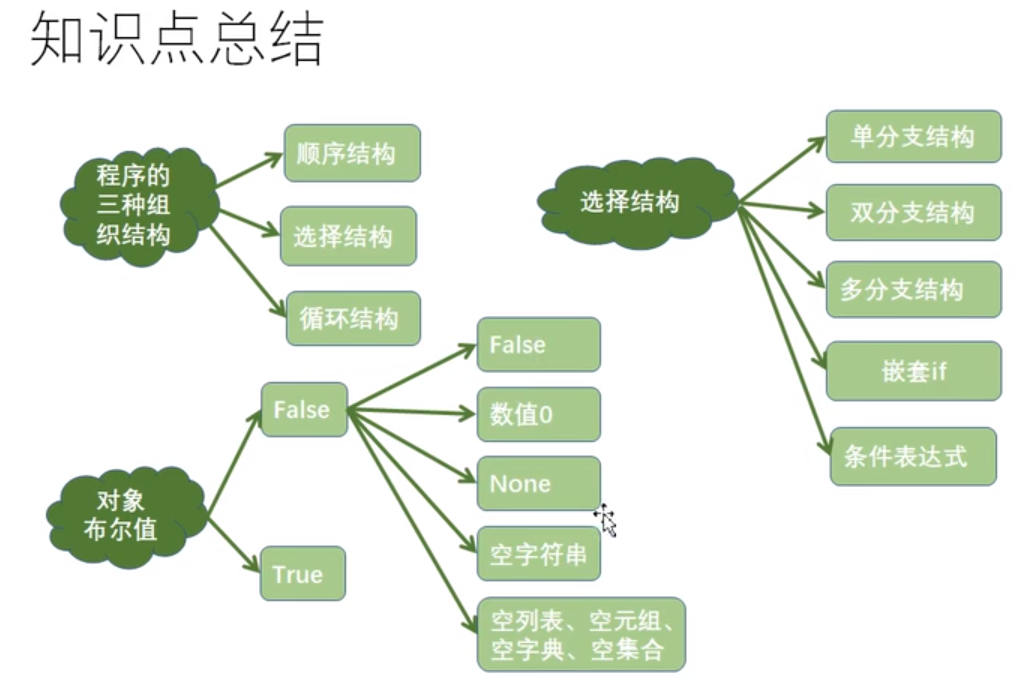 知识点总结
程序的
三种组
织结构
顺序结构
选择结构
循环结构
选择结构
单分支结构
双分支结构
多分支结构
嵌套if
条件表达式
对象
布尔值
False
True
False
数值0
None
空字符串
空列表、空元组、
空字典、空集合